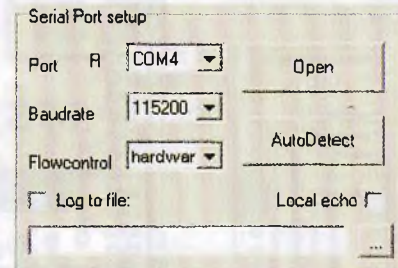 Serial Port setup
Port R COM4 Open
Baudrate 115200
AutoDetect
Flowcontrol hardwar
Log to file: Local echo
...